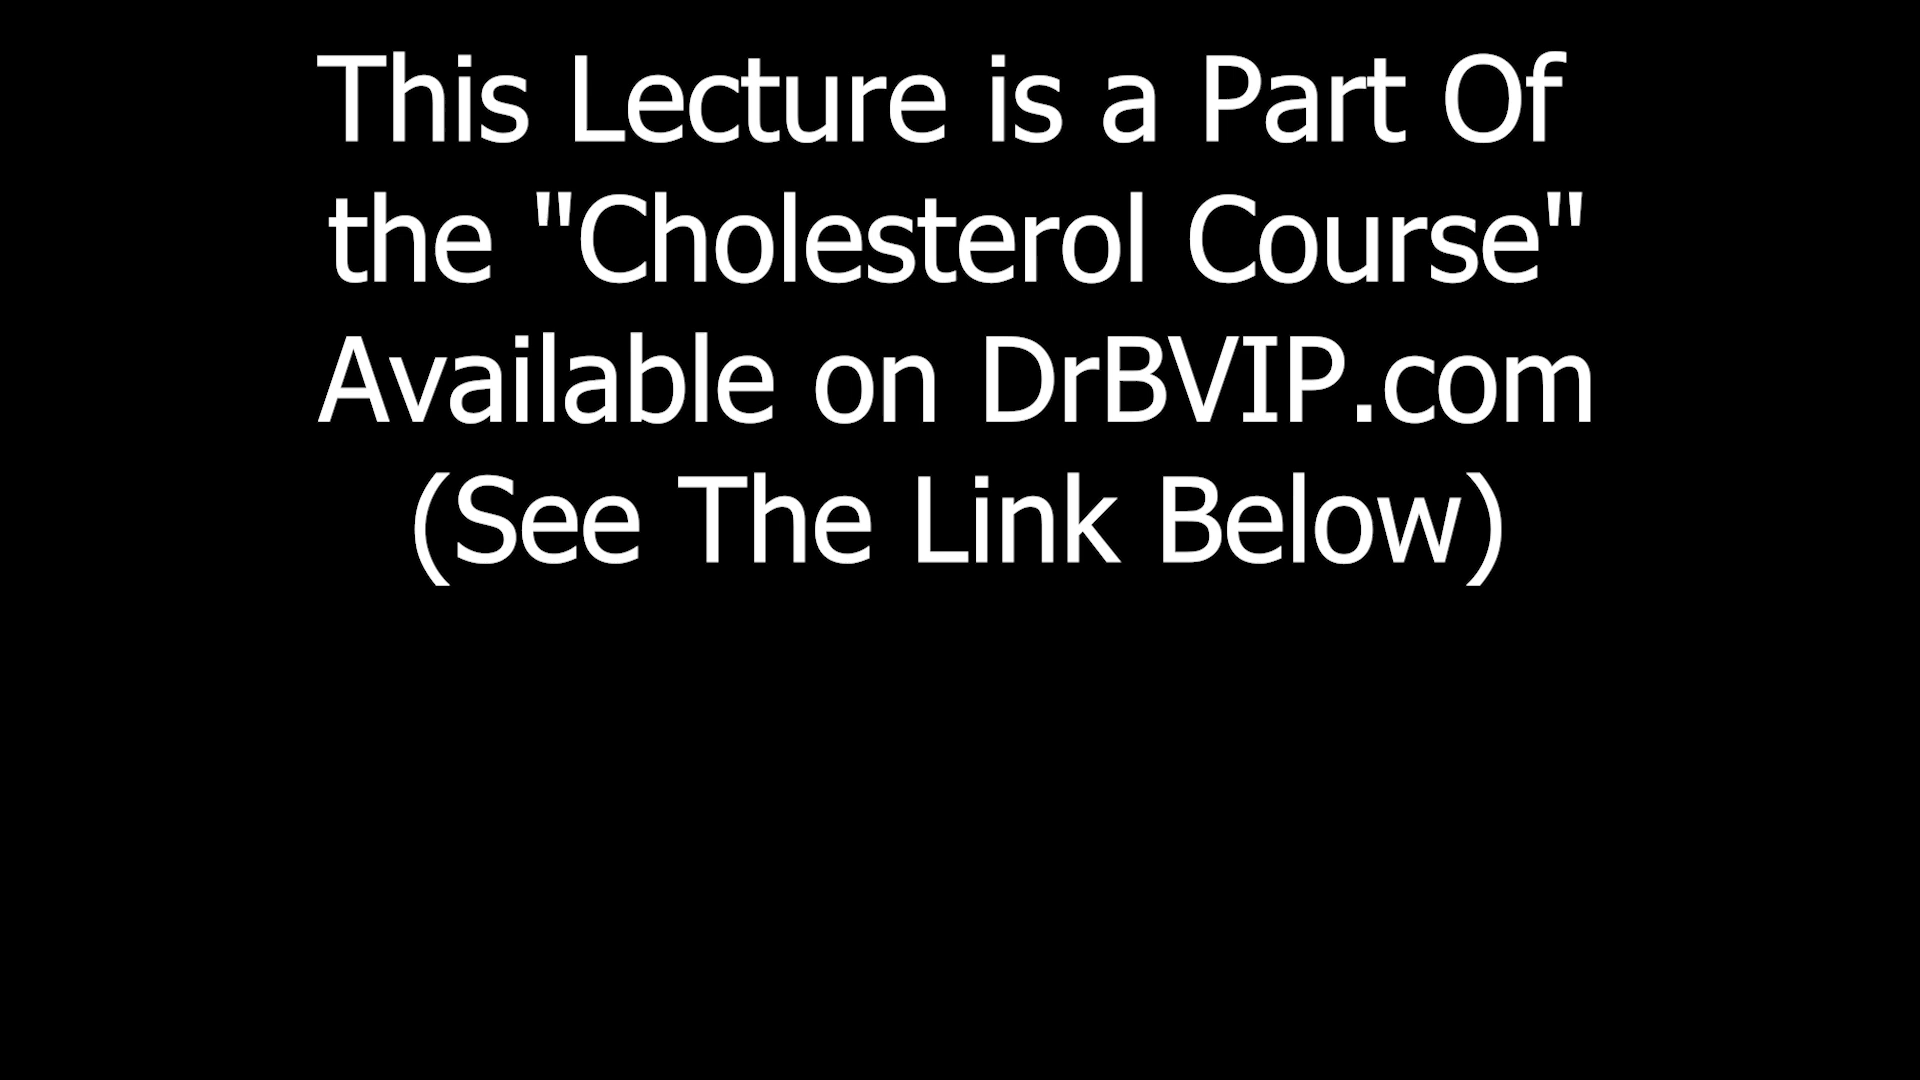 This Lecture is a Part Of
the "Cholesterol Course"
Available on DrBVIP.com
(See The Link Below)